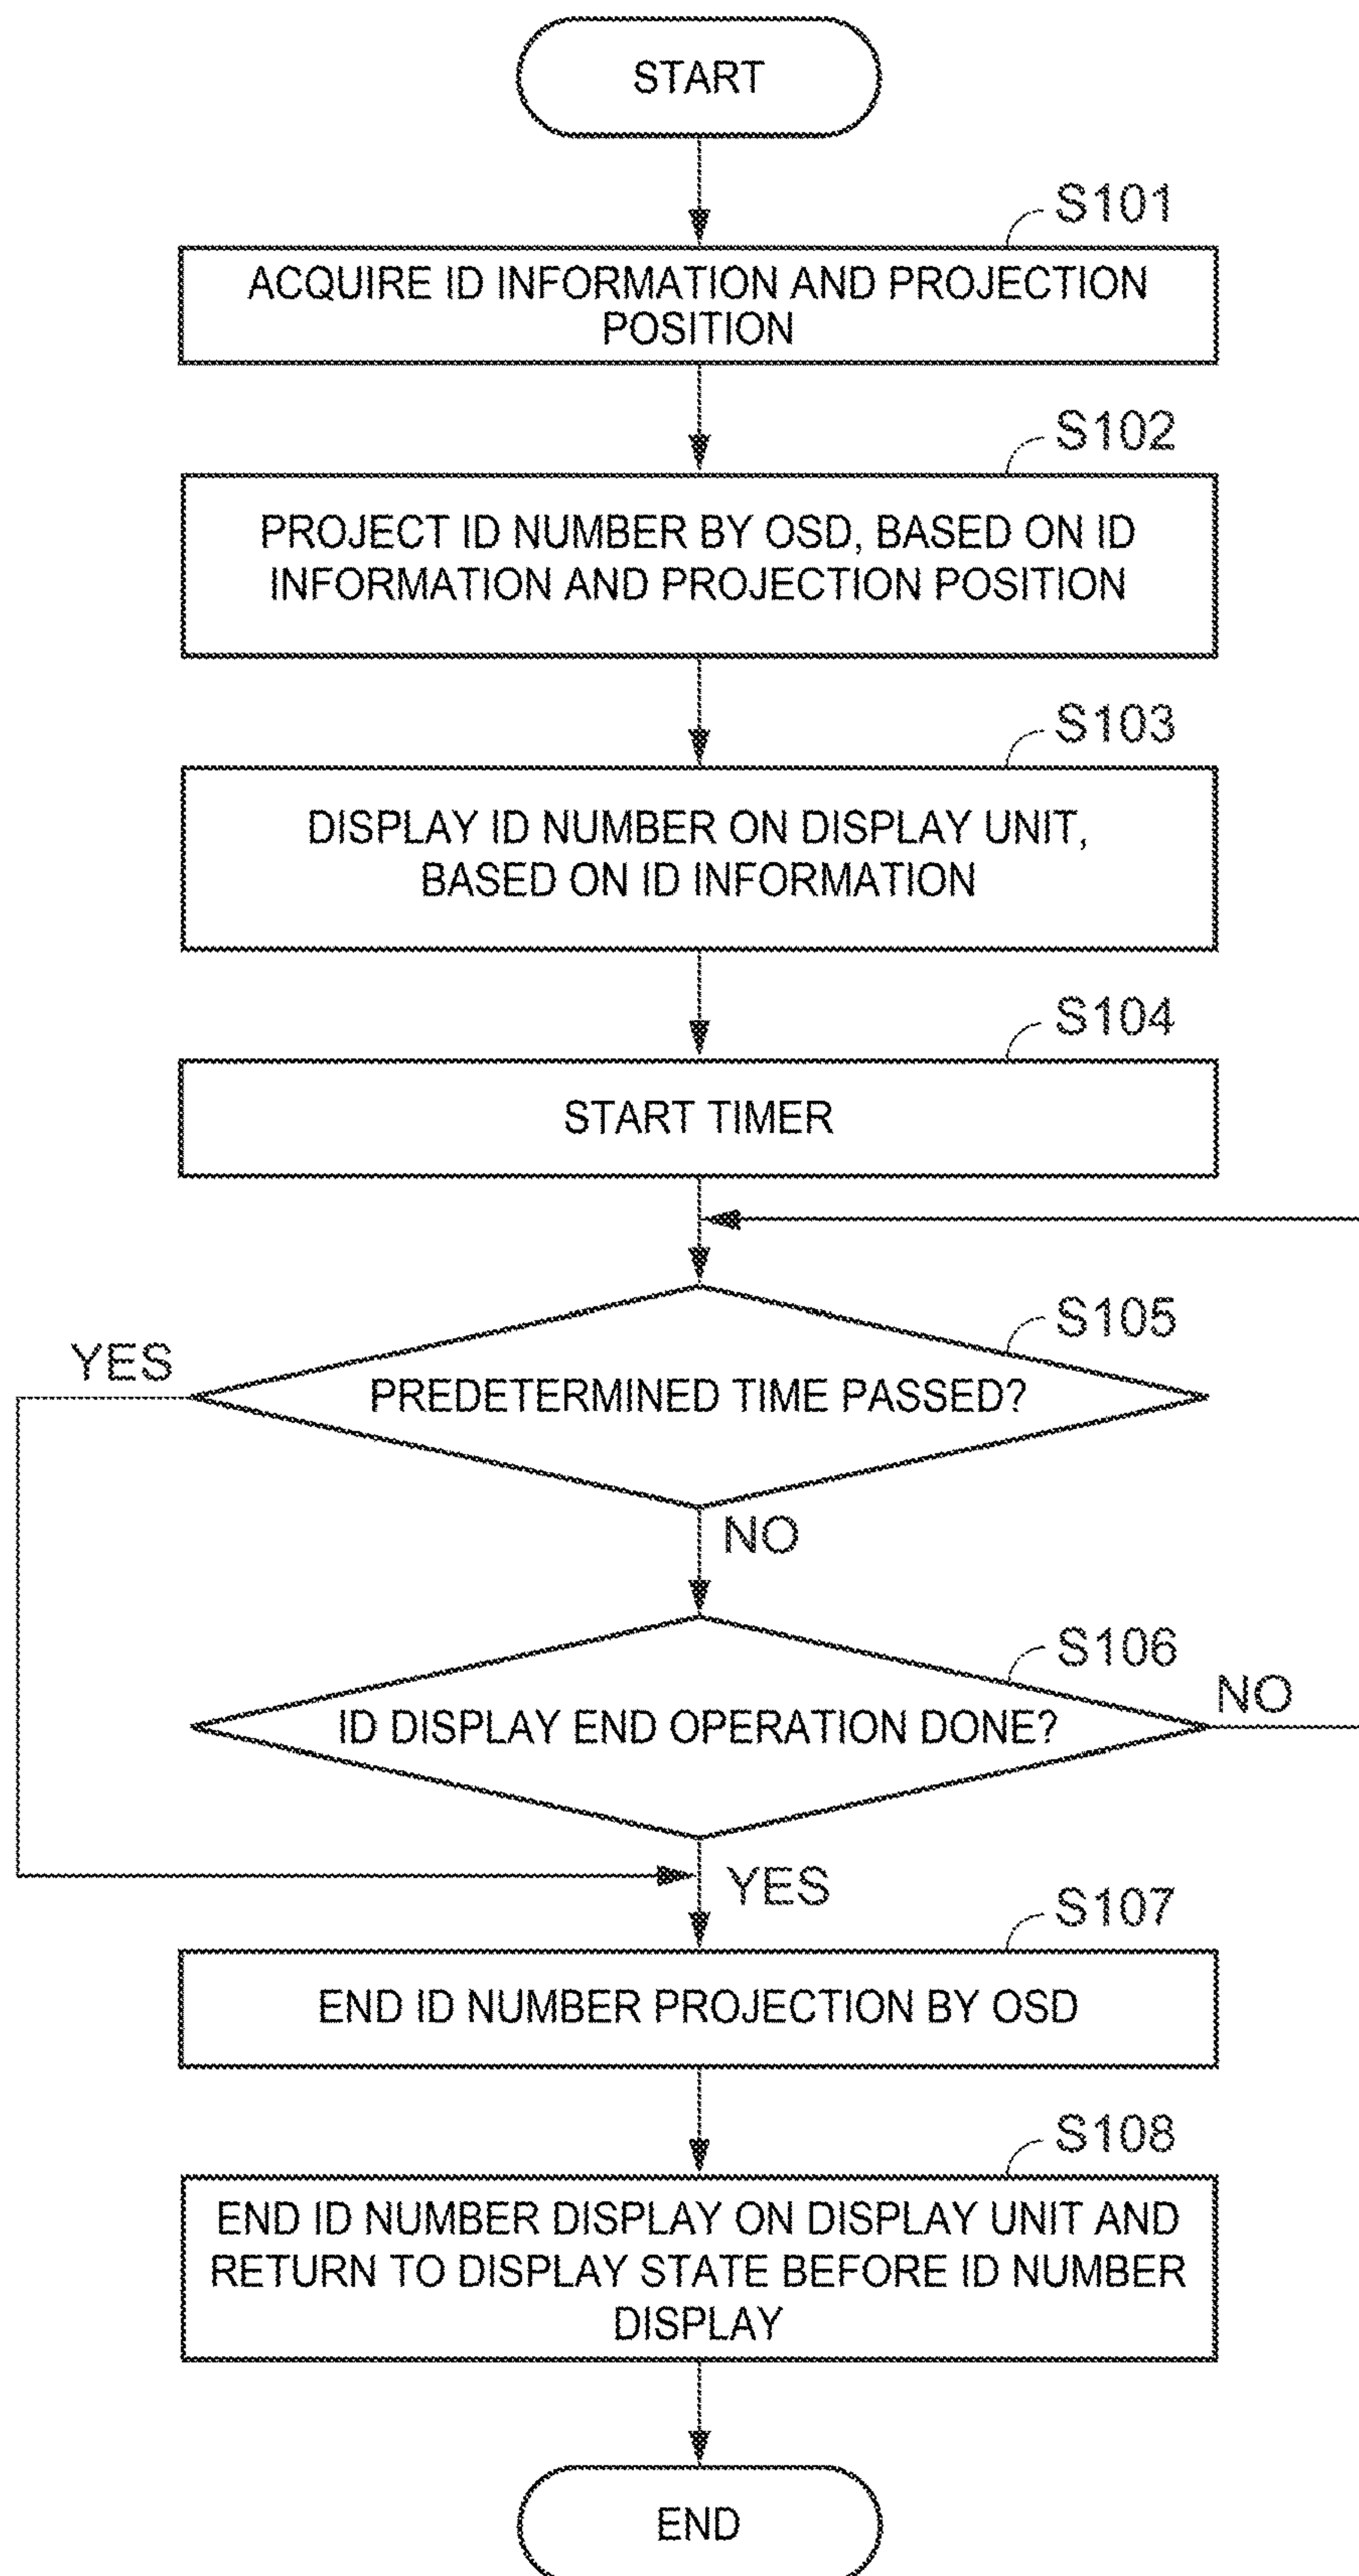 START
S101
ACQUIRE ID INFORMATION AND PROJECTION
POSITION
S102
PROJECT ID NUMBER BY OSD, BASED ON ID
INFORMATION AND PROJECTION POSITION
S103
DISPLAY ID NUMBER ON DISPLAY UNIT,
BASED ON ID INFORMATION
S104
START TIMER
S105
YES
PREDETERMINED TIME PASSED?
NO
S106
NO
ID DISPLAY END OPERATION DONE?
YES
S107
END ID NUMBER PROJECTION BY OSD
S108
END ID NUMBER DISPLAY ON DISPLAY UNIT AND
RETURN TO DISPLAY STATE BEFORE ID NUMBER
DISPLAY
END